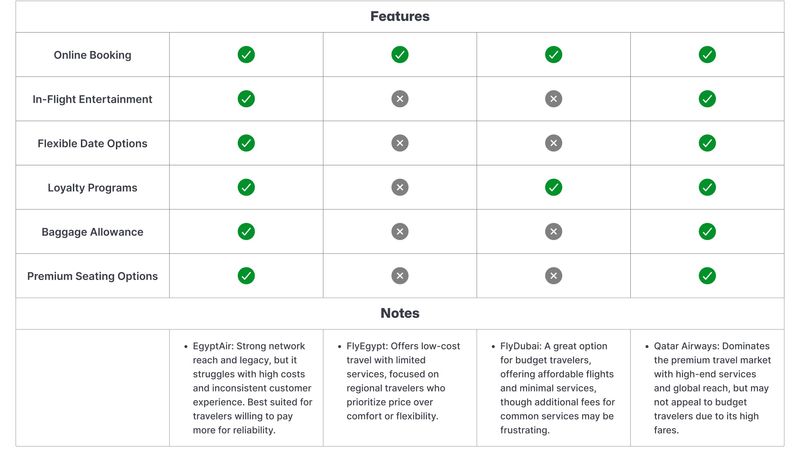 Features
Online Booking
In-Flight Entertainment
Flexible Date Options
Loyalty Programs
Baggage Allowance
Premium Seating Options
Notes
• EgyptAir: Strong network
reach and legacy, but it
struggles with high costs
and inconsistent customer
experience. Best suited for
travelers willing to pay
more for reliability.
• FlyEgypt: Offers low-cost
travel with limited
services, focused on
regional travelers who
prioritize price over
comfort or flexibility.
• FlyDubai: A great option
for budget travelers,
offering affordable flights
and minimal services,
though additional fees for
common services may be
frustrating.
• Qatar Airways: Dominates
the premium travel market
with high-end services
and global reach, but may
not appeal to budget
travelers due to its high
fares.